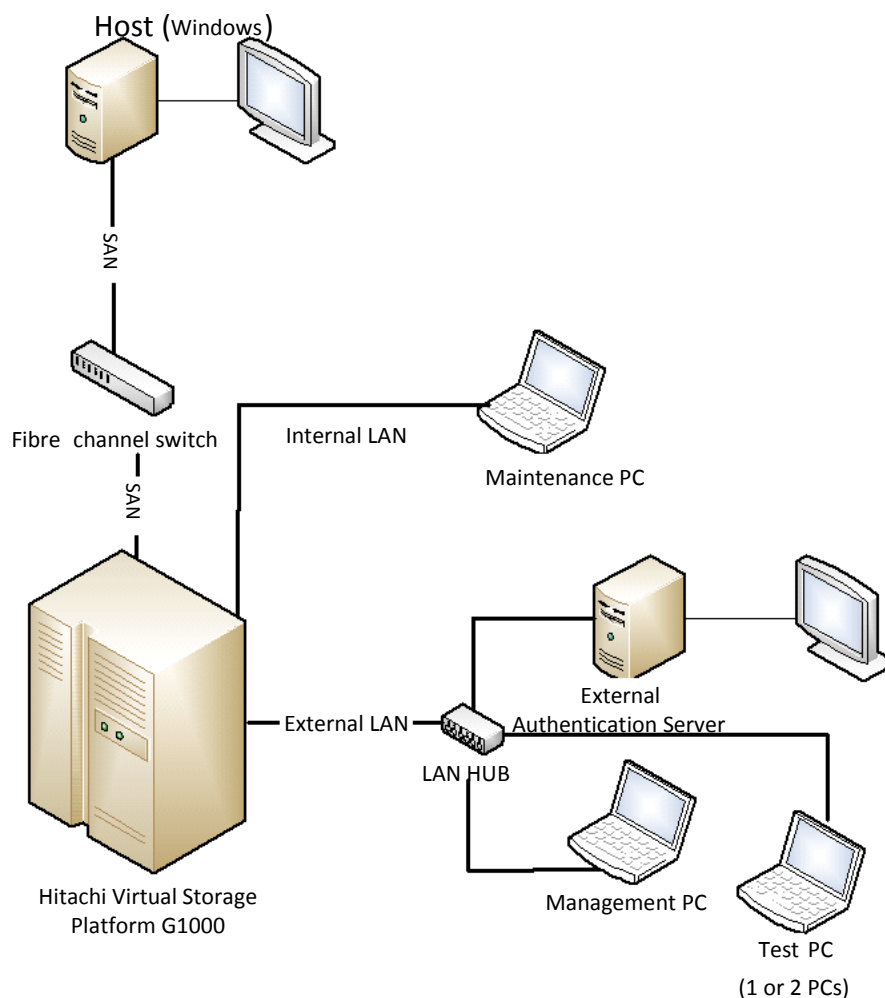 Host (Windows)
SAN
Fibre channel switch
SAN
Internal LAN
Maintenance PC
External LAN
External
Authentication Server
LAN HUB
Hitachi Virtual Storage
Platform G1000
Management PC
Test PC
(1 or 2 PCs)